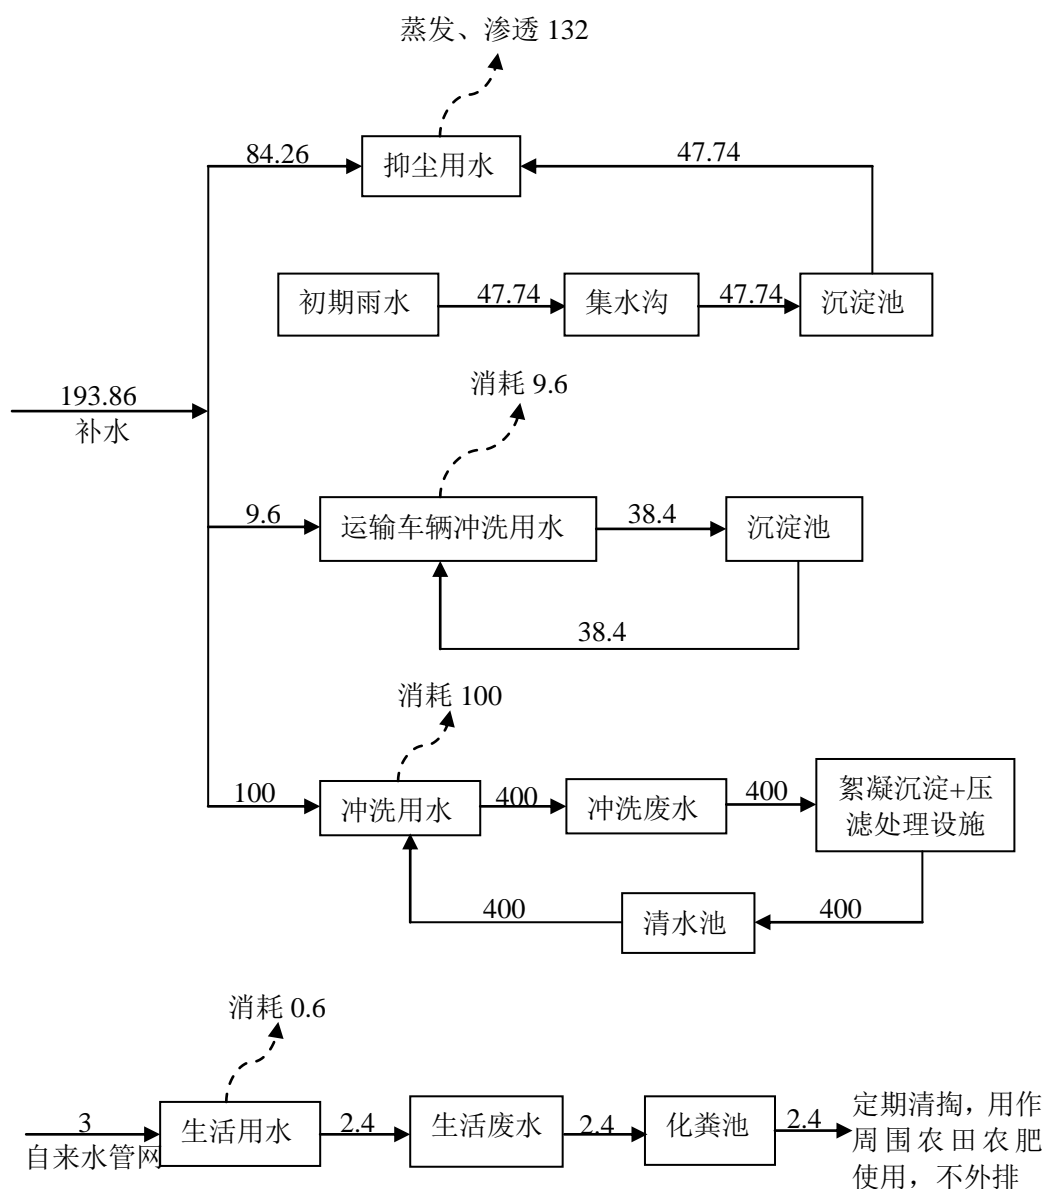 蒸发、渗透 132
84.26
抑尘用水
47.74
初期雨水
47.74
集水沟
47.74
沉淀池
193.86
补水
消耗 9.6
9.6
运输车辆冲洗用水
38.4
沉淀池
38.4
消耗 100
100
冲洗用水
400
冲洗废水
400
絮凝沉淀+压
滤处理设施
400
清水池
400
消耗 0.6
3
自来水管网
生活用水
2.4
生活废水
2.4
化粪池
2.4
定期清掏，用作
周围农田农肥
使用，不外排